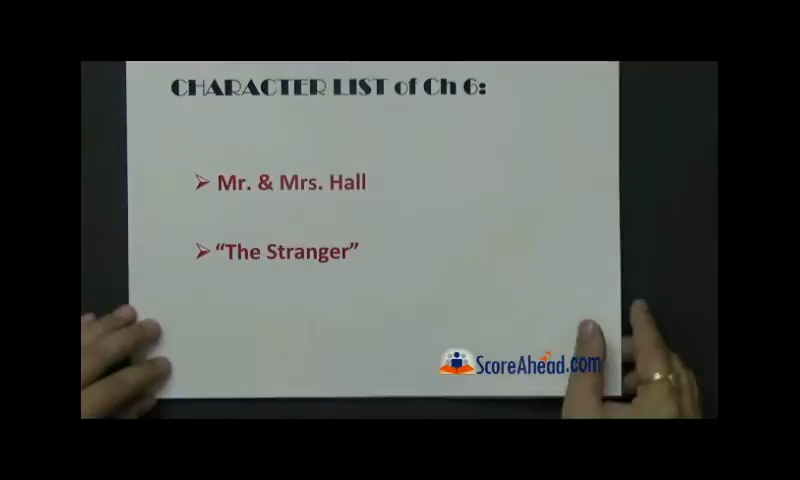 CHARACTER LIST of Ch 6:
Mr. & Mrs. Hall
“The Stranger”
ScoreAhead.com